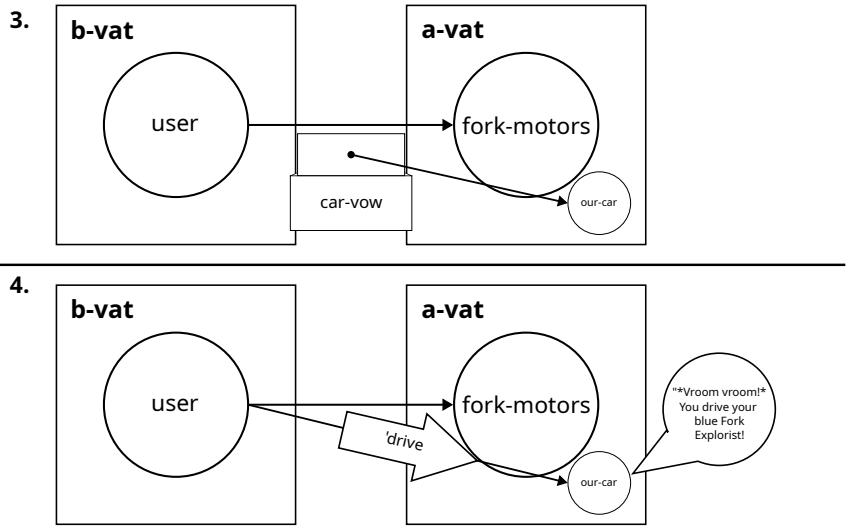 3.
b-vat
a-vat
user
fork-motors
car-vow
our-car
4.
b-vat
a-vat
user
fork-motors
'drive
our-car
"*Vroom vroom!*
You drive your
blue Fork
Explorist!